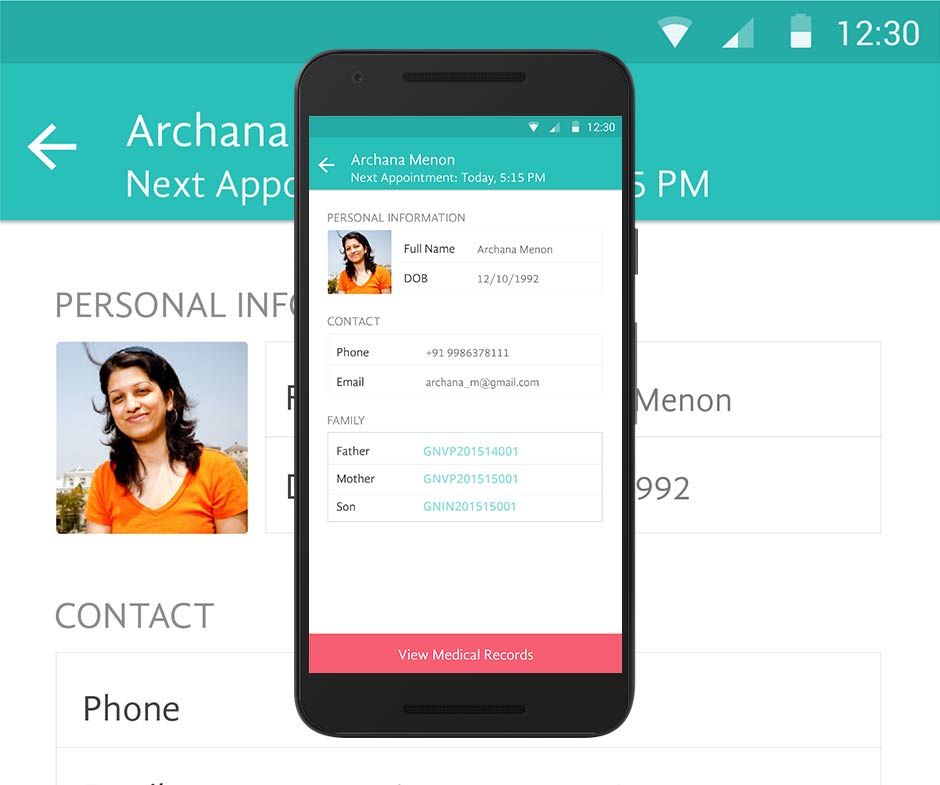 12:30
Archana
Next Appo 5 PM
PERSONAL INFO
Menon
992
CONTACT
Phone
12:30
Archana Menon
Next Appointment: Today, 5:15 PM
PERSONAL INFORMATION
Full Name Archana Menon
DOB 12/10/1992
CONTACT
Phone +91 9986378111
Email archana_m@gmail.com
FAMILY
Father GNVP201514001
Mother GNVP201515001
Son GNIN201515001
View Medical Records